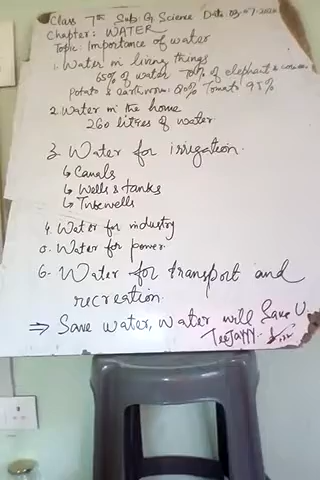 Class 7th Sub: G Science Date: 03-07-
Chapter: WATER
Topic: Importance of water
1. Water in living things
65% of water 70% of elephant &
Potato & earthworm: 80% Tomato 95%
2. Water in the home
260 litres of water
3. Water for irrigation.
↳ Canals
↳ Wells & tanks
↳ Tubewells
4. Water for industry
5. Water for power.
6. Water for transport and
recreation.
⇒ Save water, water will Save U.